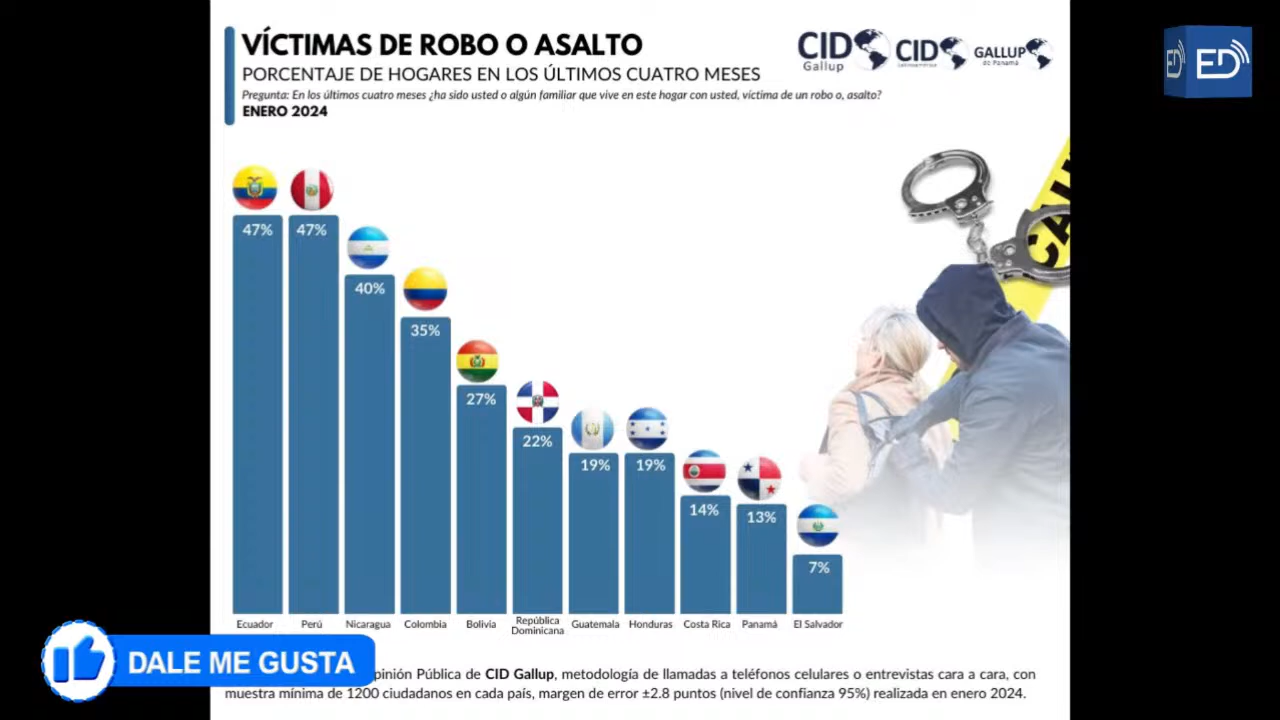 VÍCTIMAS DE ROBO O ASALTO
PORCENTAJE DE HOGARES EN LOS ÚLTIMOS CUATRO MESES
Pregunta: En los últimos cuatro meses ¿ha sido usted o algún familiar que vive en este hogar con usted, víctima de un robo o, asalto?
ENERO 2024
CID Gallup
CID Latinoamérica
GALLUP de Panamá
ED
ED
CAU
47% 47% 40% 35% 27% 22% 19% 19% 14% 13% 7%
Ecuador Perú Nicaragua Colombia Bolivia República Dominicana Guatemala Honduras Costa Rica Panamá El Salvador
DALE ME GUSTA
pinión Pública de CID Gallup, metodología de llamadas a teléfonos celulares o entrevistas cara a cara, con
muestra mínima de 1200 ciudadanos en cada país, margen de error ±2.8 puntos (nivel de confianza 95%) realizada en enero 2024.